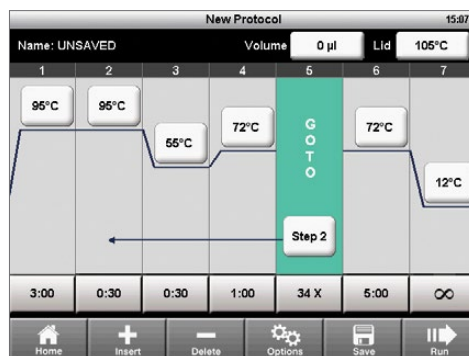 New Protocol 15:07
Name: UNSAVED Volume 0 µl Lid 105°C
1 2 3 4 5 6 7
95°C 95°C 55°C 72°C GOTO 72°C 12°C
Step 2
3:00 0:30 0:30 1:00 34 X 5:00 ∞
Home Insert Delete Options Save Run